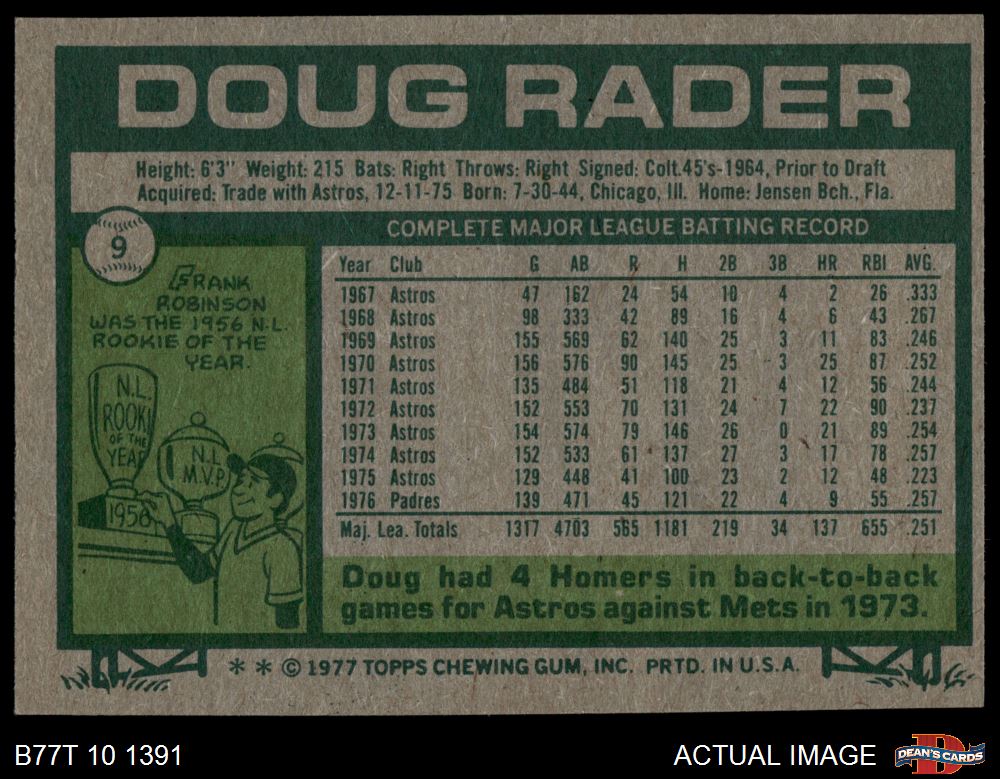 DOUG RADER
Height: 6'3" Weight: 215 Bats: Right Throws: Right Signed: Colt.45's-1964, Prior to Draft
Acquired: Trade with Astros, 12-11-75 Born: 7-30-44, Chicago, Ill. Home: Jensen Bch., Fla.
9
FRANK
ROBINSON
WAS THE 1956 N.L.
ROOKIE OF THE
YEAR.
N.L.
ROOKI
OF THE
YEAR
1956
N.L.
M.V.P.
COMPLETE MAJOR LEAGUE BATTING RECORD
Year Club G AB R H 2B 3B HR RBI AVG.
1967 Astros 47 162 24 54 10 4 2 26 .333
1968 Astros 98 333 42 89 16 4 6 43 .267
1969 Astros 155 569 62 140 25 3 11 83 .246
1970 Astros 156 576 90 145 25 3 25 87 .252
1971 Astros 135 484 51 118 21 4 12 56 .244
1972 Astros 152 553 70 131 24 7 22 90 .237
1973 Astros 154 574 79 146 26 0 21 89 .254
1974 Astros 152 533 61 137 27 3 17 78 .257
1975 Astros 129 448 41 100 23 2 12 48 .223
1976 Padres 139 471 45 121 22 4 9 55 .257
Maj. Lea. Totals 1317 4703 565 1181 219 34 137 655 .251
Doug had 4 Homers in back-to-back
games for Astros against Mets in 1973.
* * © 1977 TOPPS CHEWING GUM, INC. PRTD. IN U.S.A.
B77T 10 1391
ACTUAL IMAGE
D
DEAN'S CARDS